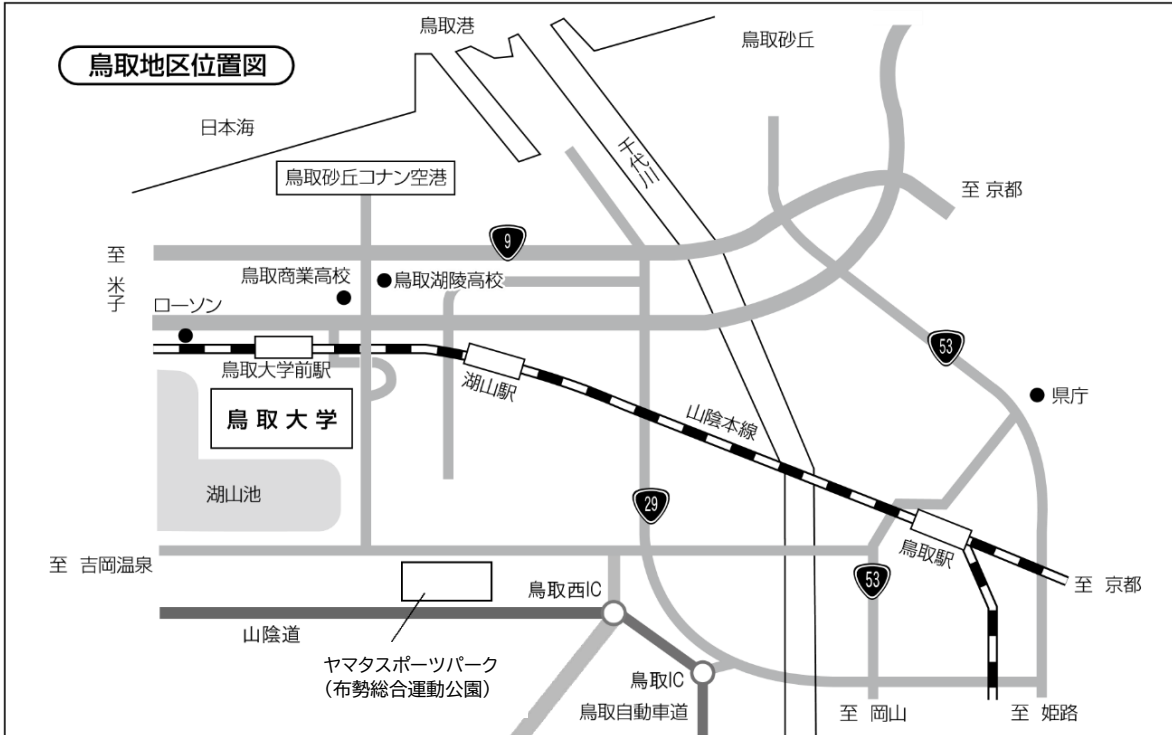 鳥取港
鳥取地区位置図
鳥取砂丘
日本海
千代川
鳥取砂丘コナン空港
至 京都
9
至 米子
鳥取商業高校
鳥取湖陵高校
ローソン
53
鳥取大学前駅
湖山駅
県庁
鳥取大学
山陰本線
湖山池
29
鳥取駅
至 吉岡温泉
53
至 京都
鳥取西IC
山陰道
ヤマタスポーツパーク
（布勢総合運動公園）
鳥取IC
鳥取自動車道
至 岡山
至 姫路